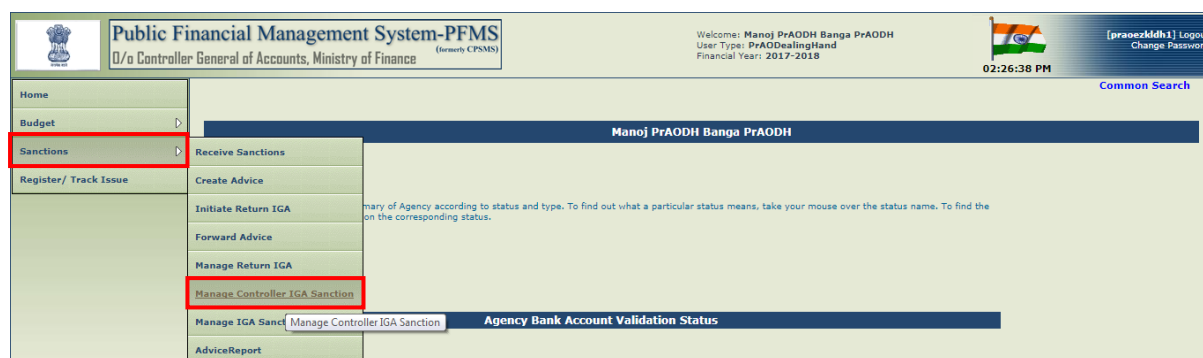 Public Financial Management System-PFMS
(formerly CPSMS)
O/o Controller General of Accounts, Ministry of Finance
Welcome: Manoj PrAODH Banga PrAODH
User Type: PrAODealingHand
Financial Year: 2017-2018
02:26:38 PM
[praoezkldh1] Logou
Change Passwor
Common Search
Home
Budget
Sanctions
Register/ Track Issue
Receive Sanctions
Create Advice
Initiate Return IGA
Forward Advice
Manage Return IGA
Manage Controller IGA Sanction
Manage IGA Sanct
Manage Controller IGA Sanction
AdviceReport
Manoj PrAODH Banga PrAODH
mary of Agency according to status and type. To find out what a particular status means, take your mouse over the status name. To find the
on the corresponding status.
Agency Bank Account Validation Status